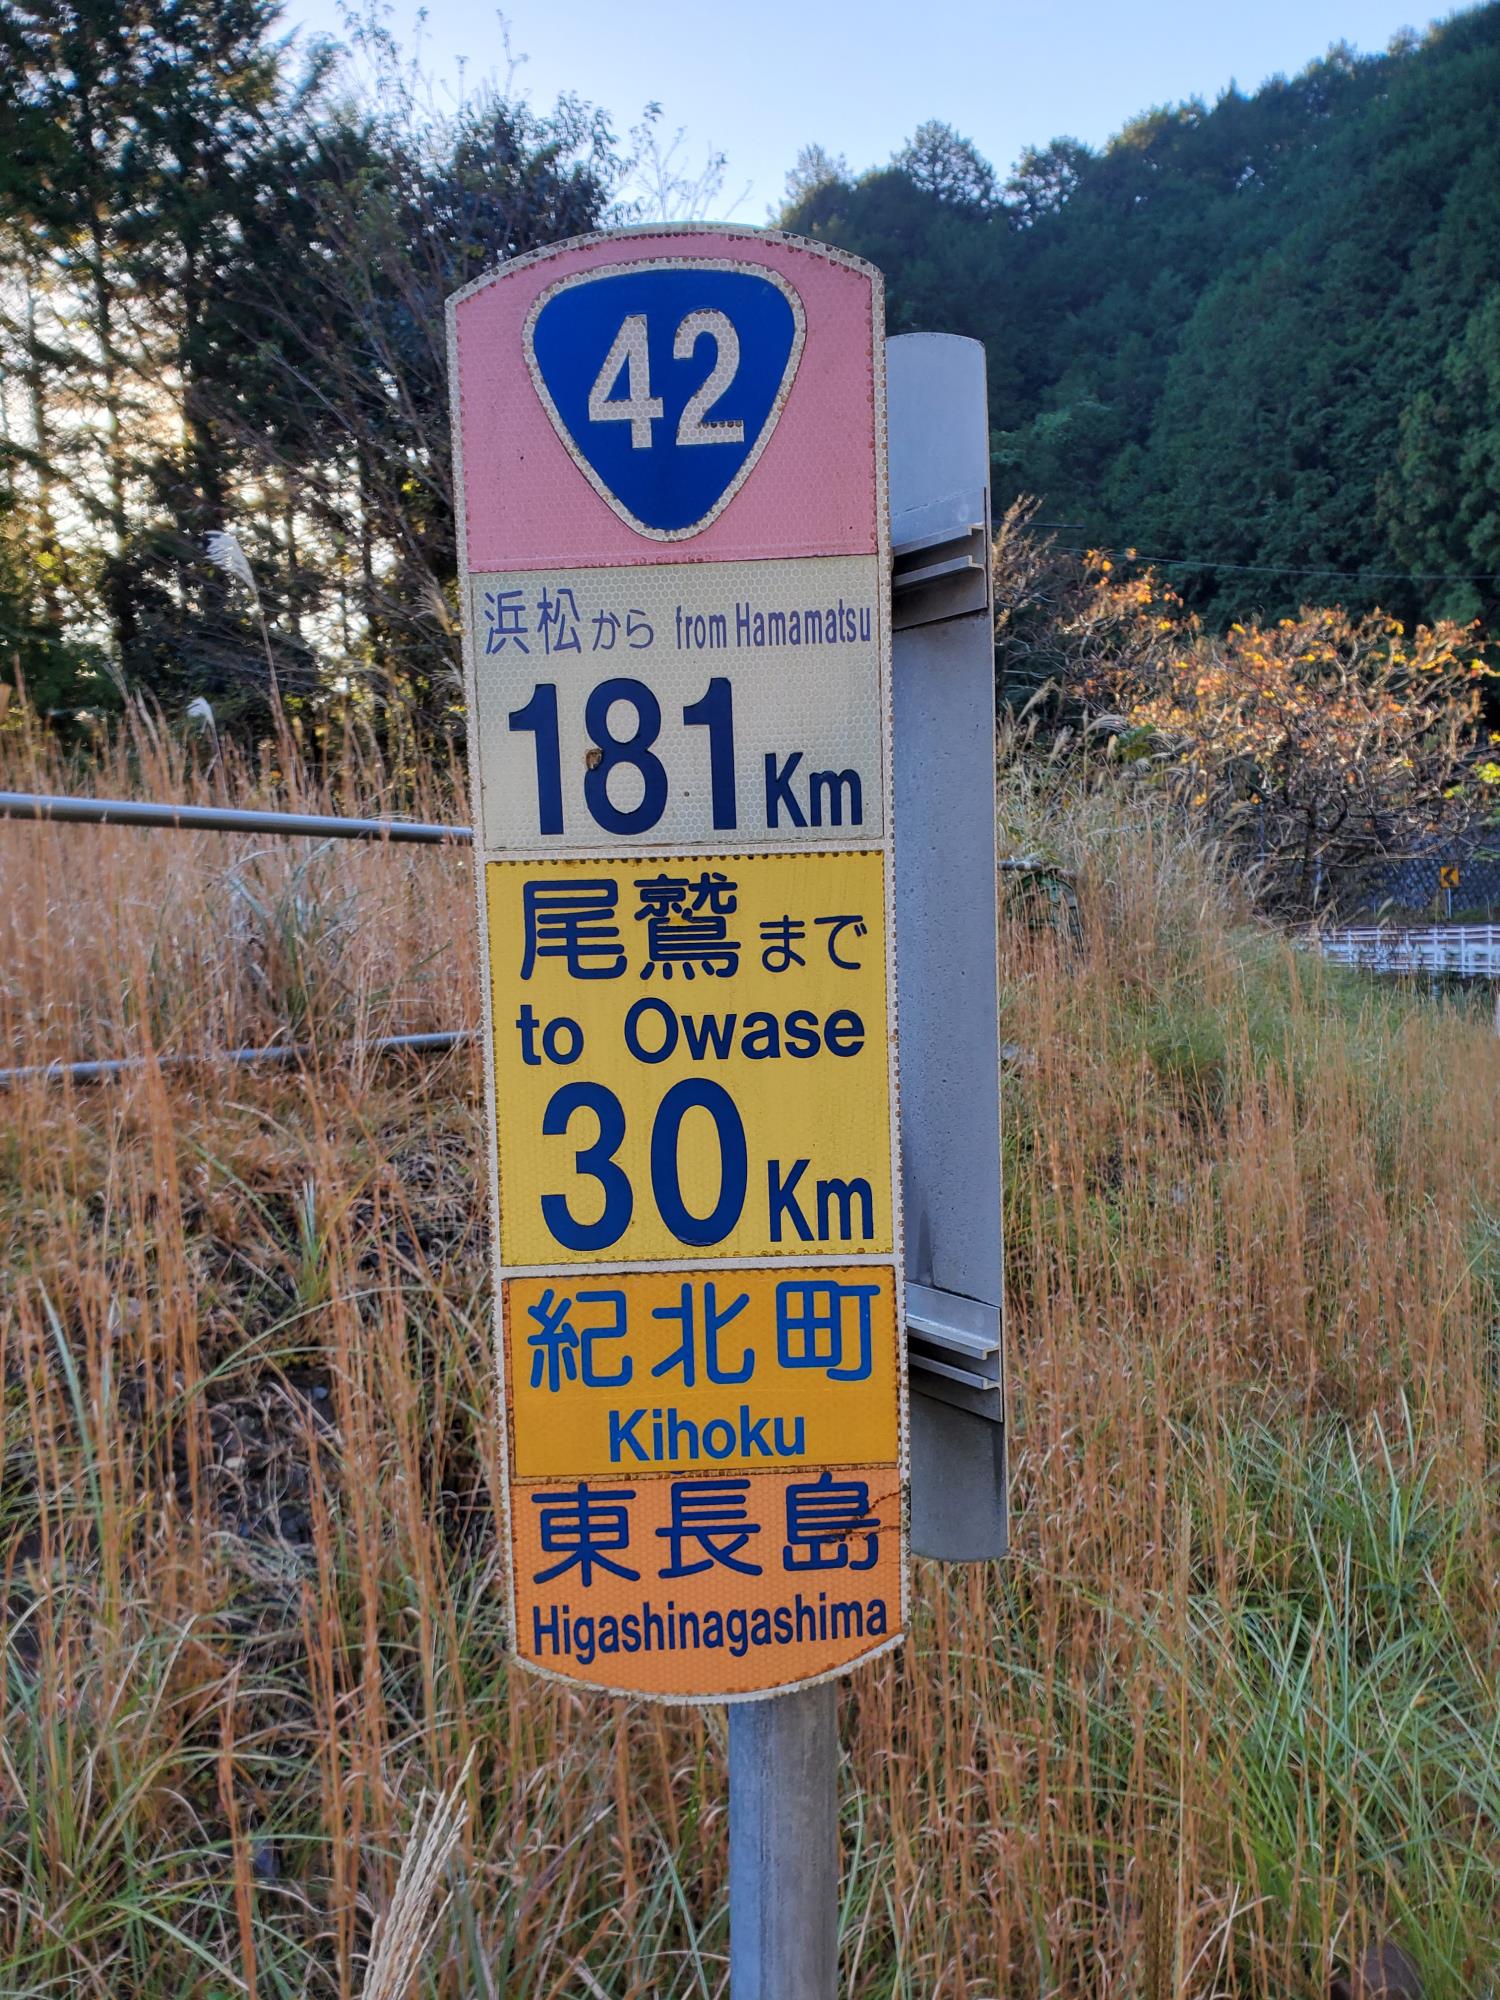 42
浜松から from Hamamatsu
181Km
尾鷲まで
to Owase
30Km
紀北町
Kihoku
東長島
Higashinagashima